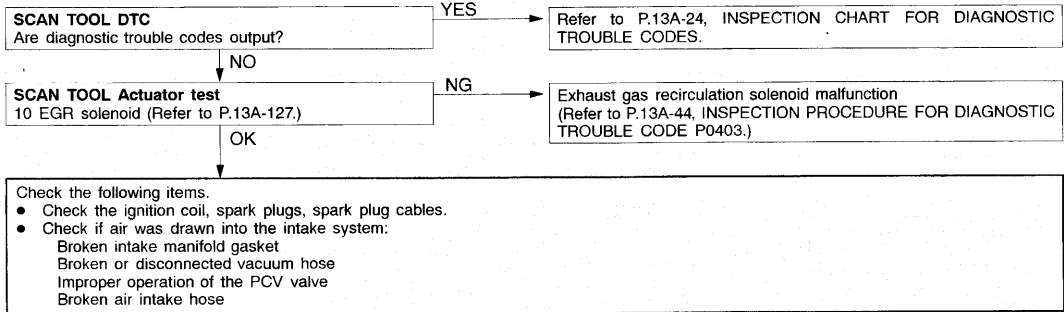 SCAN TOOL DTC
Are diagnostic trouble codes output?
YES
Refer to P.13A-24, INSPECTION CHART FOR DIAGNOSTIC
TROUBLE CODES.
NO
SCAN TOOL Actuator test
10 EGR solenoid (Refer to P.13A-127.)
NG
Exhaust gas recirculation solenoid malfunction
(Refer to P.13A-44, INSPECTION PROCEDURE FOR DIAGNOSTIC
TROUBLE CODE P0403.)
OK
Check the following items.
● Check the ignition coil, spark plugs, spark plug cables.
● Check if air was drawn into the intake system:
Broken intake manifold gasket
Broken or disconnected vacuum hose
Improper operation of the PCV valve
Broken air intake hose